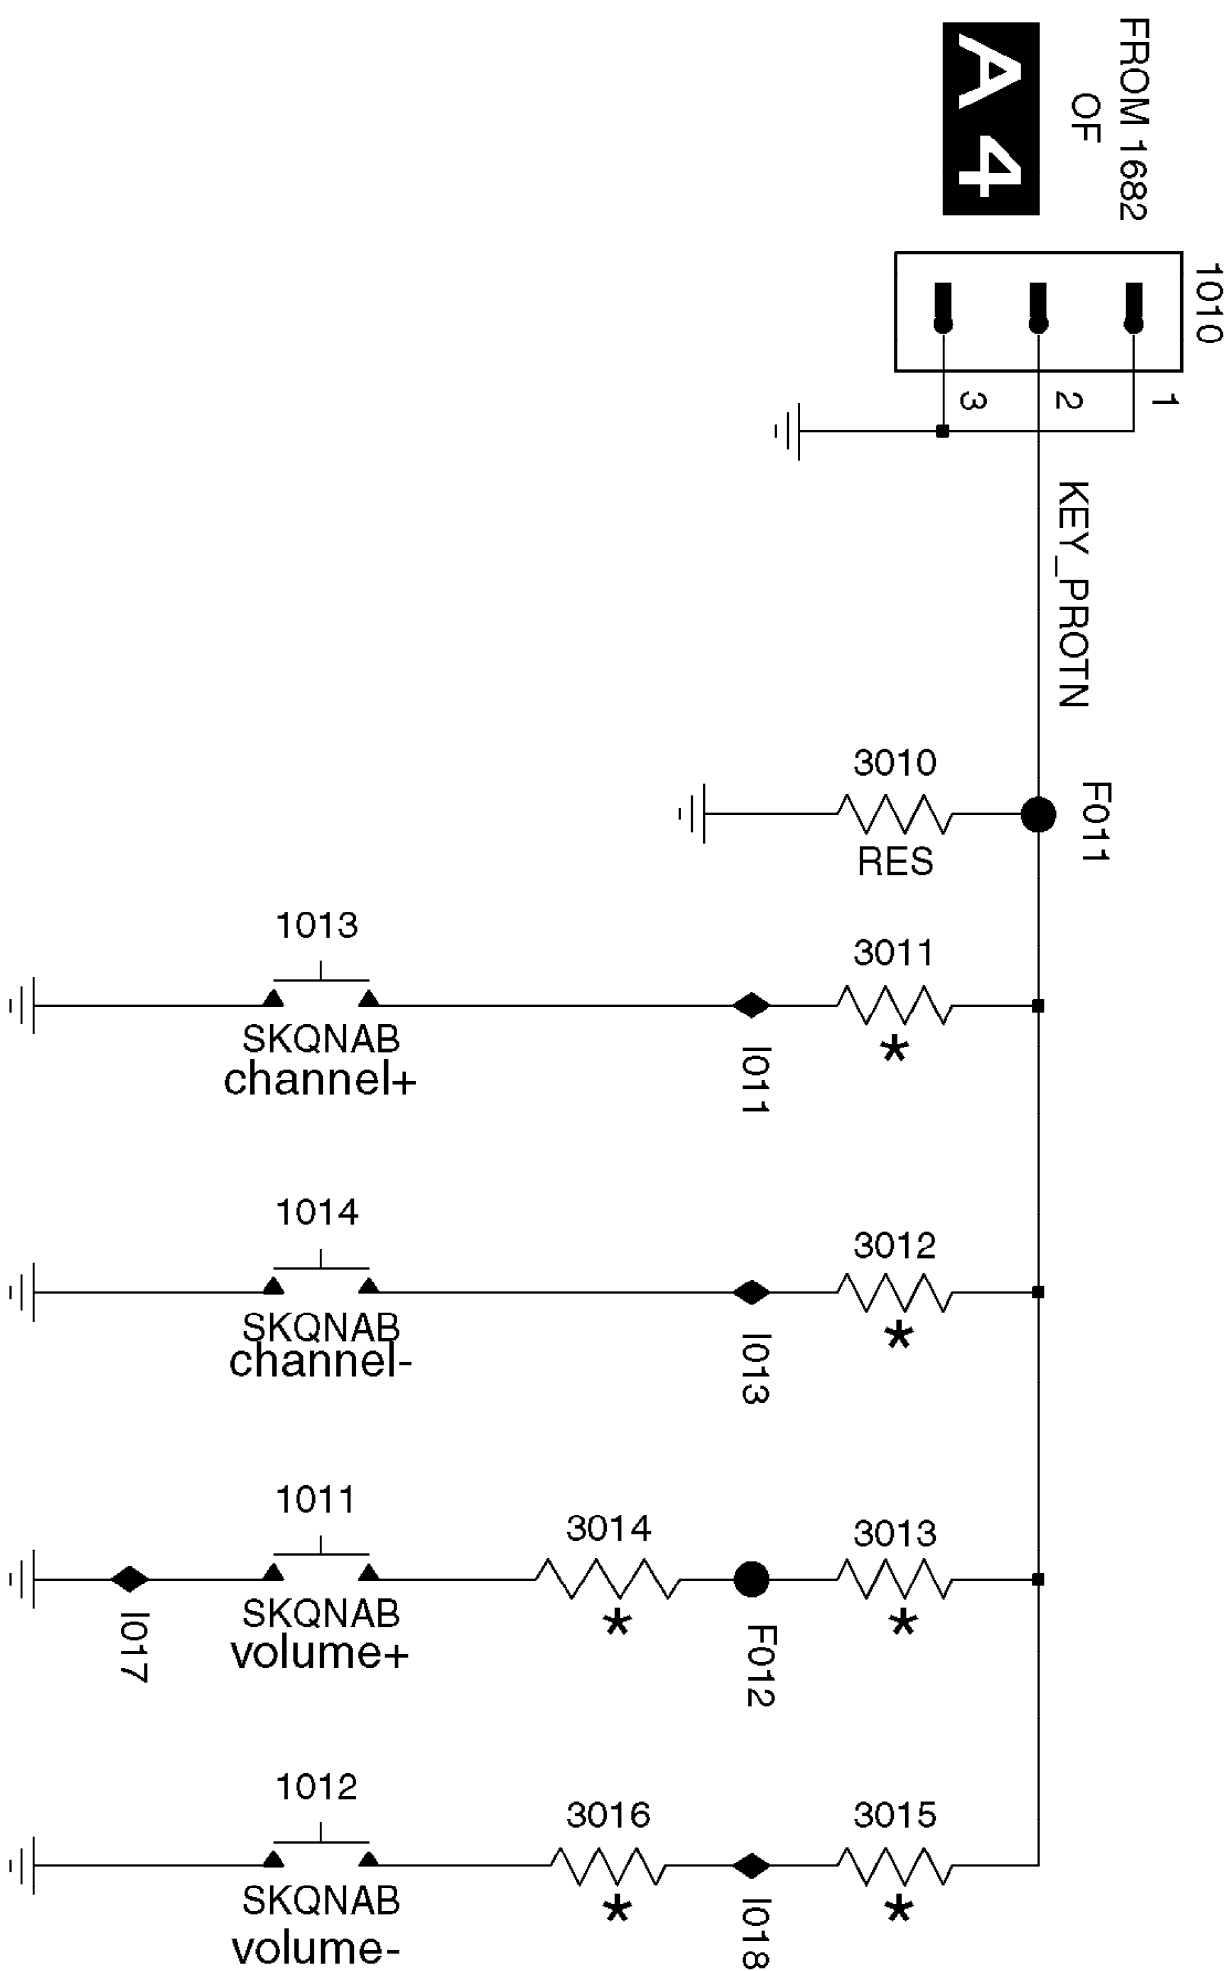 FROM 1682
OF
A 4
1010
1
2
3
KEY_PROTN
F011
3010
RES
3011
*
I011
1013
SKQNAB
channel+
3012
*
I013
1014
SKQNAB
channel-
3013
*
F012
3014
*
1011
SKQNAB
volume+
I017
3015
*
I018
3016
*
1012
SKQNAB
volume-